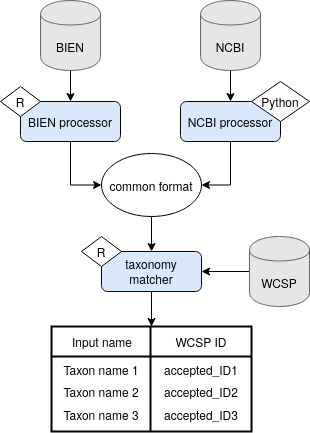 BIEN
NCBI
R
Python
BIEN processor
NCBI processor
common format
R
taxonomy
matcher
WCSP
Input name WCSP ID
Taxon name 1 accepted_ID1
Taxon name 2 accepted_ID2
Taxon name 3 accepted_ID3